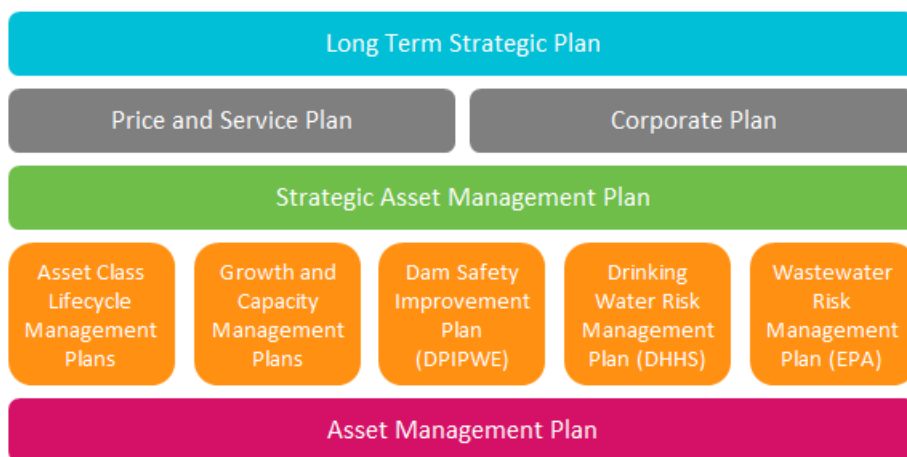 Long Term Strategic Plan
Price and Service Plan
Corporate Plan
Strategic Asset Management Plan
Asset Class
Lifecycle
Management
Plans
Growth and
Capacity
Management
Plans
Dam Safety
Improvement
Plan
(DPIPWE)
Drinking
Water Risk
Management
Plan (DHHS)
Wastewater
Risk
Management
Plan (EPA)
Asset Management Plan